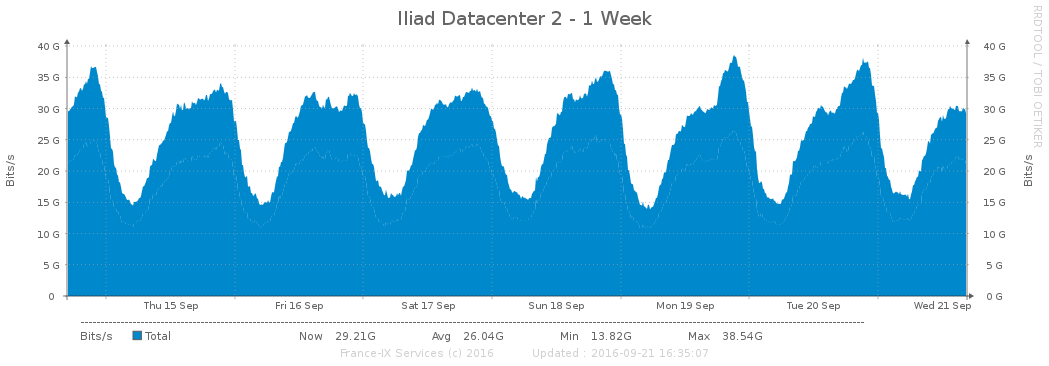 Iliad Datacenter 2 - 1 Week
RRDTOOL / TOBI OETIKER
Bits/s
40 G
35 G
30 G
25 G
20 G
15 G
10 G
5 G
0
40 G
35 G
30 G
25 G
20 G
15 G
10 G
5 G
0 G
Bits/s
Thu 15 Sep Fri 16 Sep Sat 17 Sep Sun 18 Sep Mon 19 Sep Tue 20 Sep Wed 21 Sep
Bits/s Total Now 29.21G Avg 26.04G Min 13.82G Max 38.54G
France-IX Services (c) 2016 Updated : 2016-09-21 16:35:07